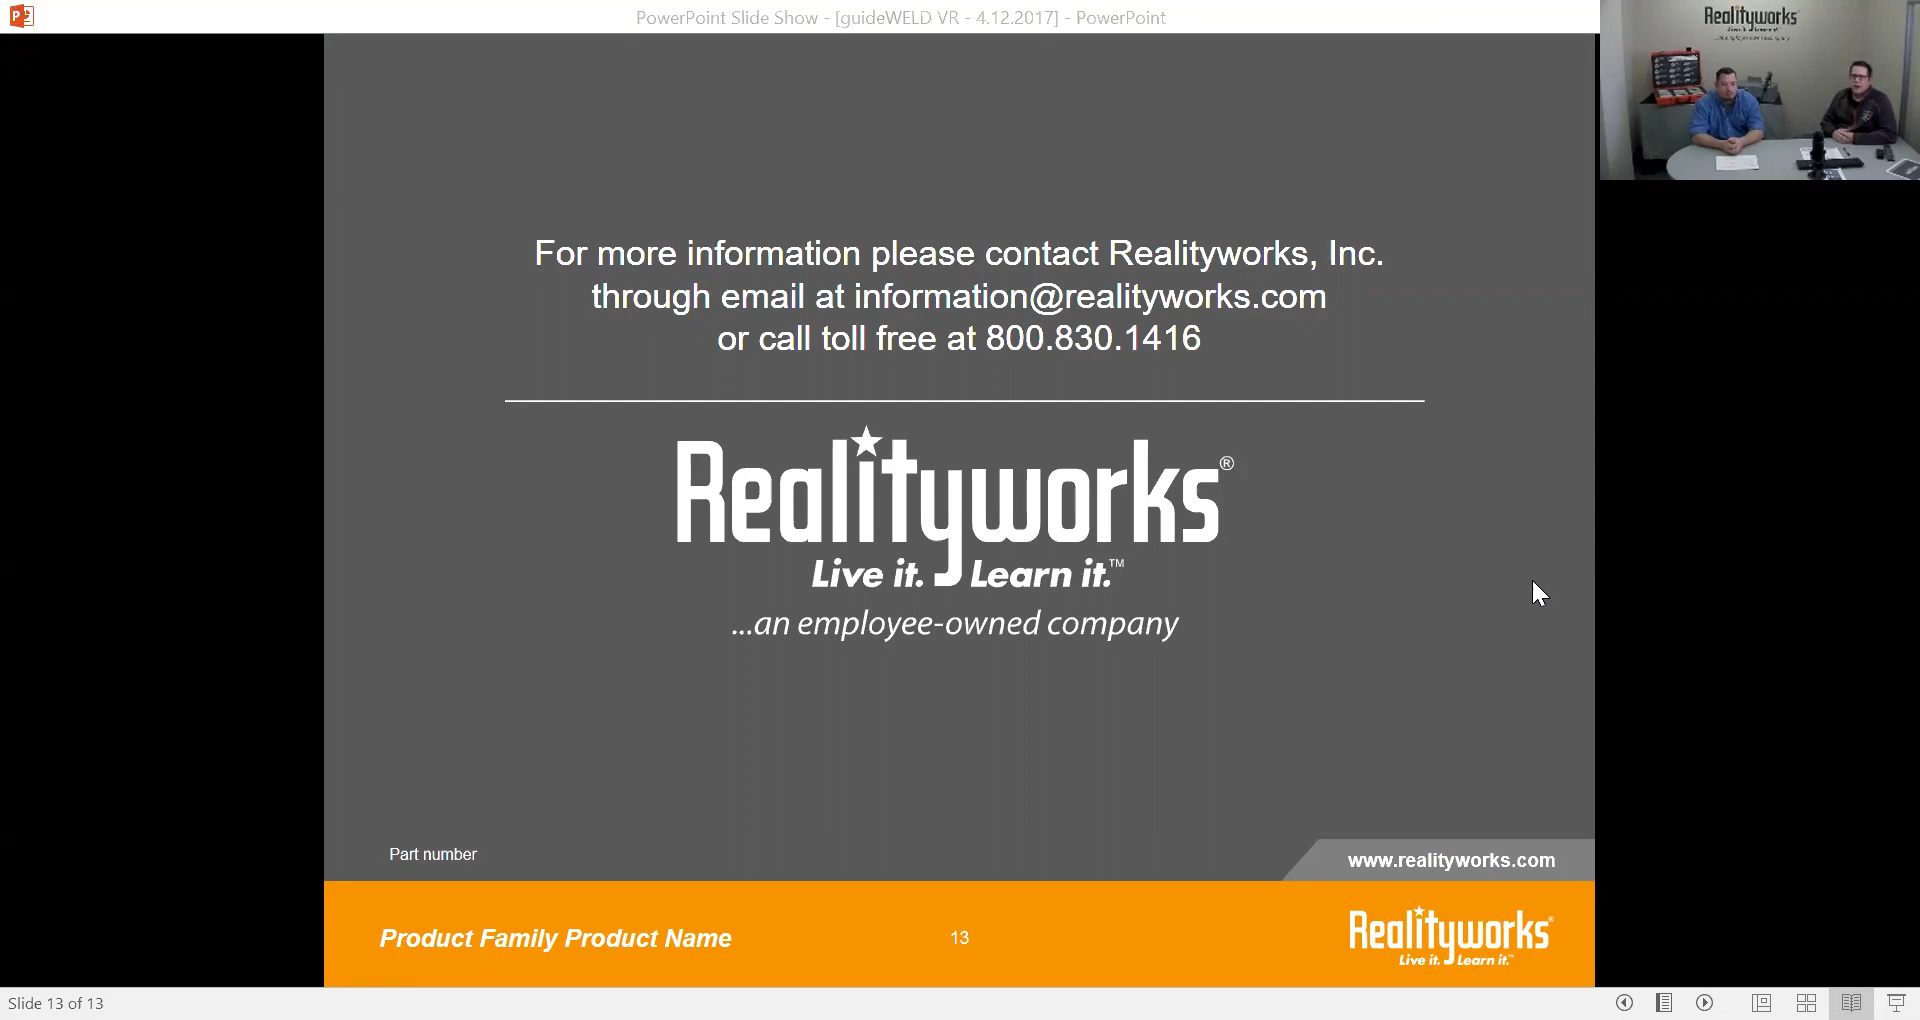 PowerPoint Slide Show - [guideWELD VR - 4.12.2017] - PowerPoint
Realityworks
For more information please contact Realityworks, Inc.
through email at information@realityworks.com
or call toll free at 800.830.1416
Realityworks®
Live it. Learn it.™
...an employee-owned company
Part number
www.realityworks.com
Product Family Product Name
13
Realityworks®
Live it. Learn it.™
Slide 13 of 13